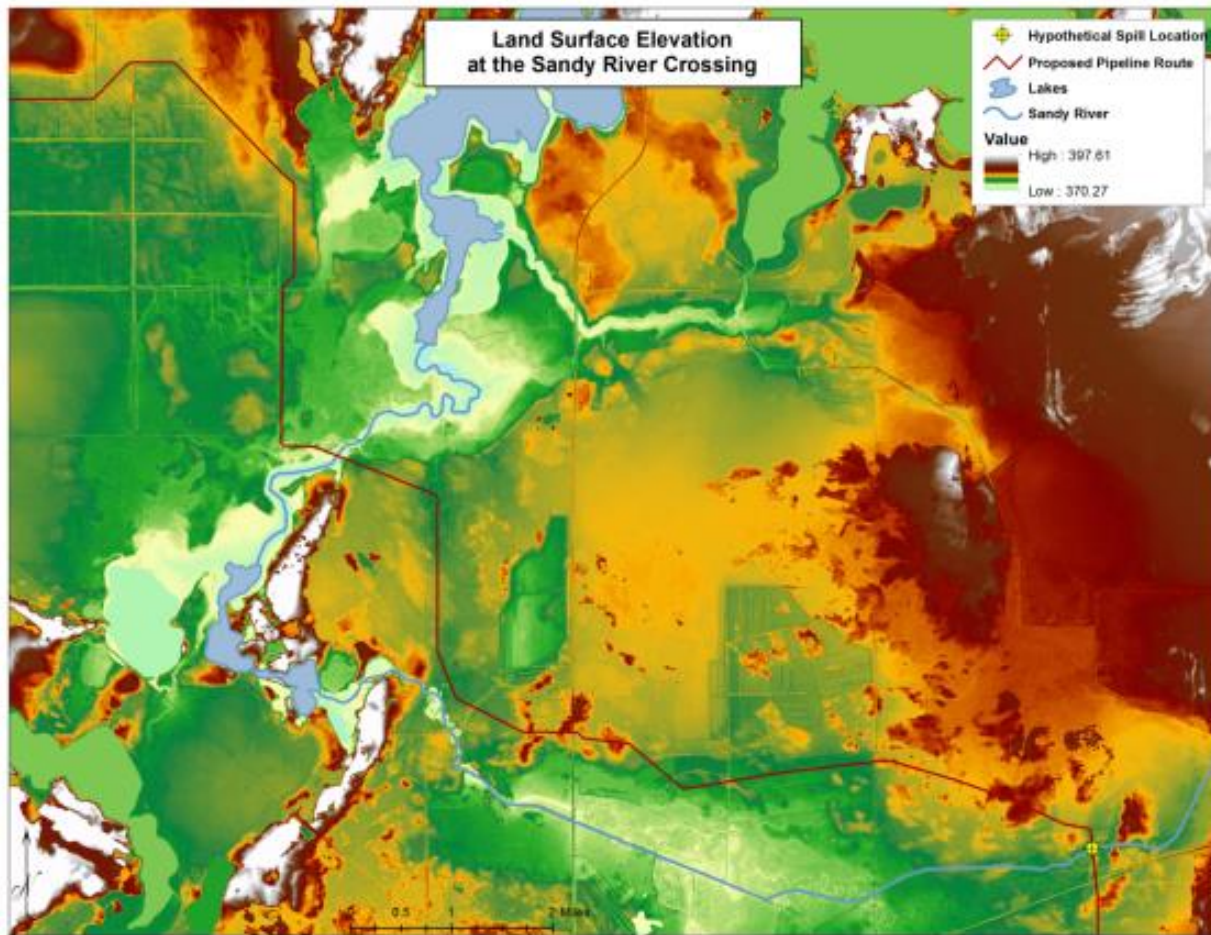 Land Surface Elevation
at the Sandy River Crossing
Hypothetical Spill Location
Proposed Pipeline Route
Lakes
Sandy River
Value
High : 397.61
Low : 370.27
0 0.5 1 2 Miles